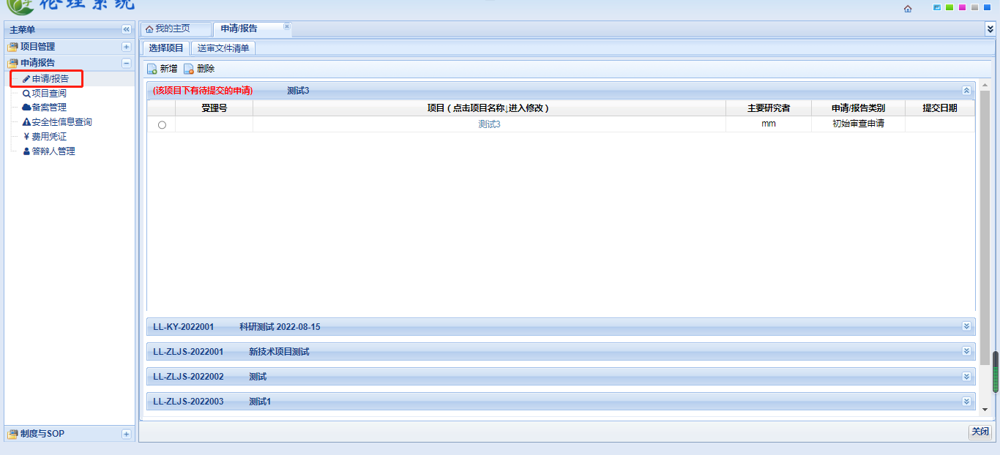 伦理系统
主菜单
我的主页
申请/报告
项目管理
申请报告
申请/报告
项目查阅
备案管理
安全性信息查询
¥ 费用凭证
答辩人管理
制度与SOP
选择项目
送审文件清单
新增
删除
(该项目下有待提交的申请) 测试3
受理号 项目（点击项目名称↓进入修改） 主要研究者 申请/报告类别 提交日期
测试3 mm 初始审查申请
LL-KY-2022001 科研测试 2022-08-15
LL-ZLJS-2022001 新技术项目测试
LL-ZLJS-2022002 测试
LL-ZLJS-2022003 测试1
关闭